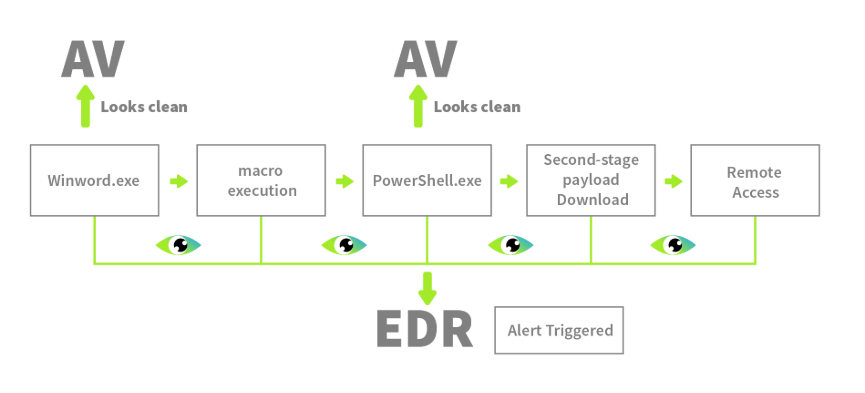 AV
Looks clean
AV
Looks clean
Winword.exe
macro
execution
PowerShell.exe
Second-stage
payload
Download
Remote
Access
EDR
Alert Triggered